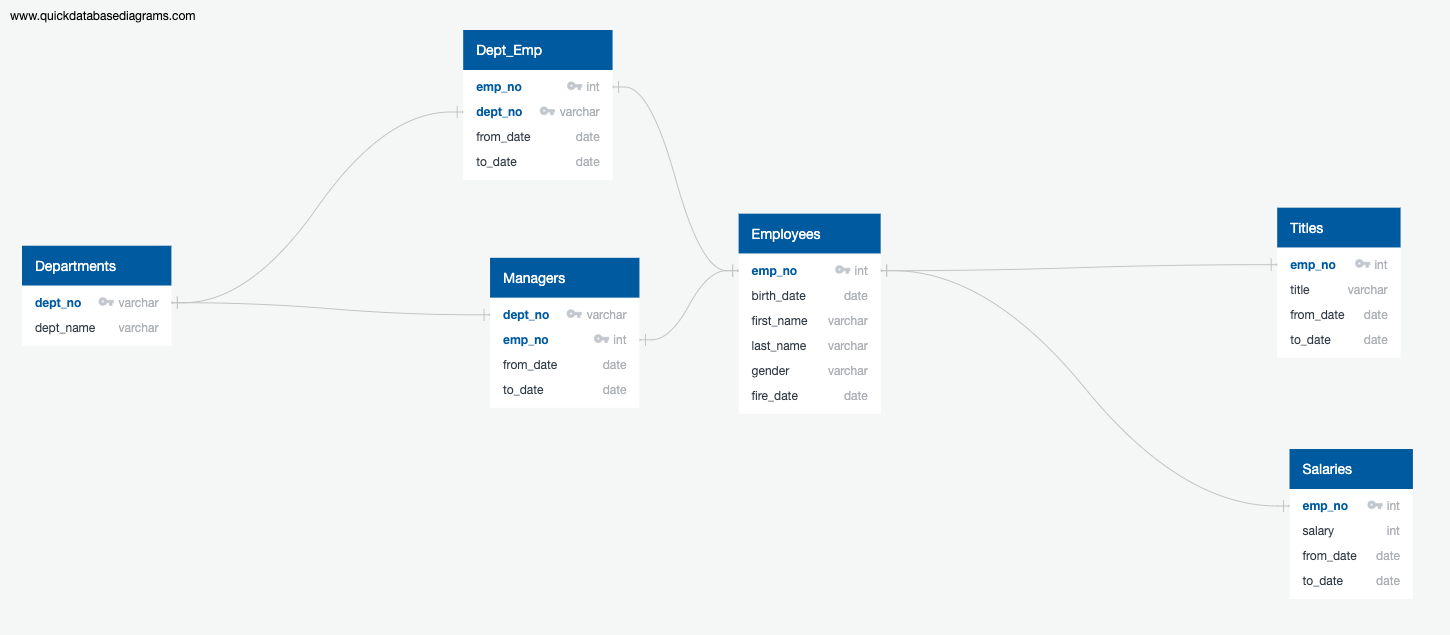 www.quickdatabasediagrams.com
Dept_Emp
emp_no int
dept_no varchar
from_date date
to_date date
Departments
dept_no varchar
dept_name varchar
Managers
dept_no varchar
emp_no int
from_date date
to_date date
Employees
emp_no int
birth_date date
first_name varchar
last_name varchar
gender varchar
fire_date date
Titles
emp_no int
title varchar
from_date date
to_date date
Salaries
emp_no int
salary int
from_date date
to_date date